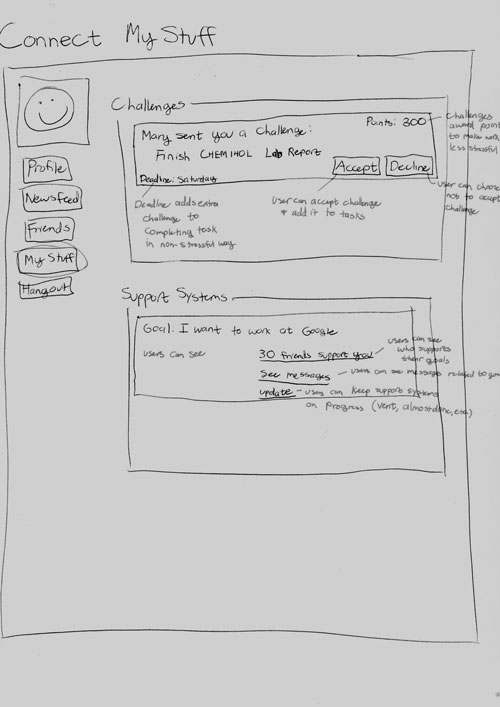 Connect My Stuff
Profile
Newsfeed
Friends
My Stuff
Hangout
Challenges
Points: 300
Mary sent you a challenge:
Finish CHEM 1401 Lab Report
Deadline: Saturday
Accept
Decline
Challenges
award point
to make work
less stressful
User can choose
not to accept
challenge
Deadline adds extra
challenge to
completing task
in non-stressful way
User can accept challenge
& add it to tasks
Support Systems
Goal: I want to work at Google
users can see
30 friends support you
users can see
who supports
their goals
See messages
users can see messages related to
update - users can keep support systems
on progress (vent, almost done, etc.)